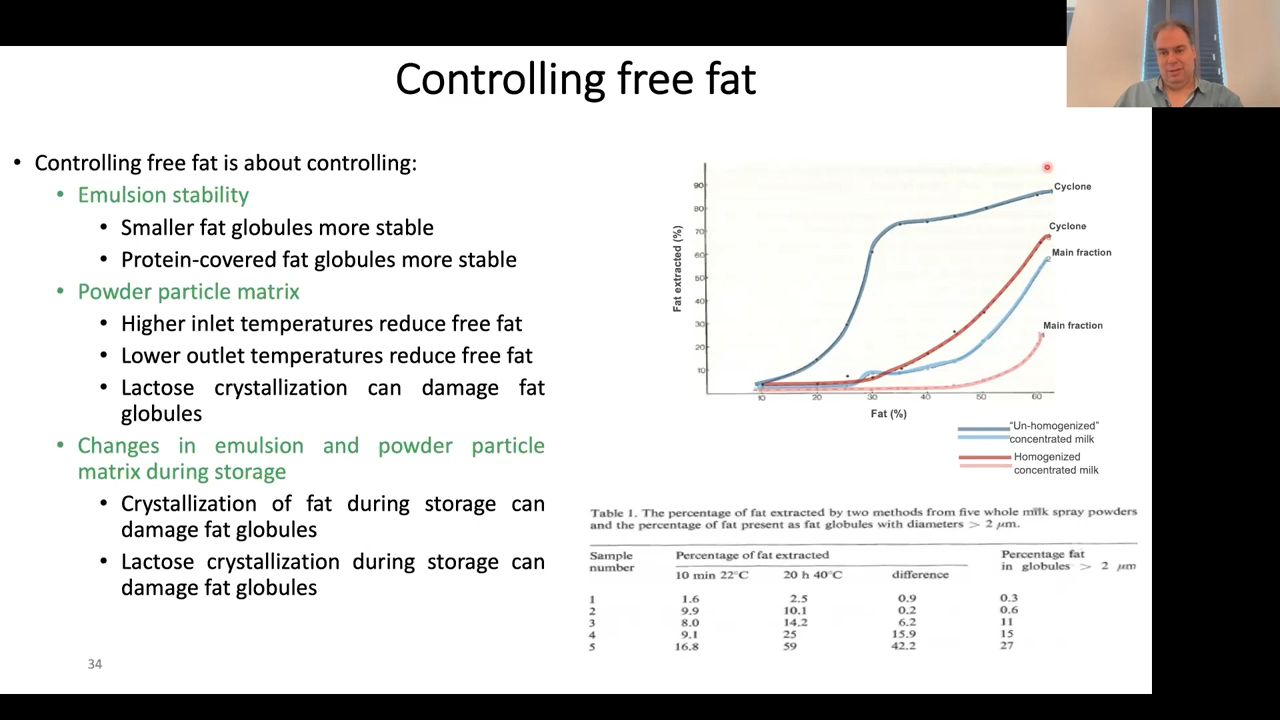 Controlling free fat
• Controlling free fat is about controlling:
• Emulsion stability
• Smaller fat globules more stable
• Protein-covered fat globules more stable
• Powder particle matrix
• Higher inlet temperatures reduce free fat
• Lower outlet temperatures reduce free fat
• Lactose crystallization can damage fat
globules
• Changes in emulsion and powder particle
matrix during storage
• Crystallization of fat during storage can
damage fat globules
• Lactose crystallization during storage can
damage fat globules
34
Fat extracted (%)
90
80
70
60
50
40
30
20
10
10 20 30 40 50 60
Fat (%)
Cyclone
Cyclone
Main fraction
Main fraction
"Un-homogenized"
concentrated milk
Homogenized
concentrated milk
Table 1. The percentage of fat extracted by two methods from five whole milk spray powders
and the percentage of fat present as fat globules with diameters > 2 μm.
Sample number Percentage of fat extracted Percentage fat in globules > 2 μm
10 min 22°C 20 h 40°C difference
1 1.6 2.5 0.9 0.3
2 9.9 10.1 0.2 0.6
3 8.0 14.2 6.2 11
4 9.1 25 15.9 15
5 16.8 59 42.2 27